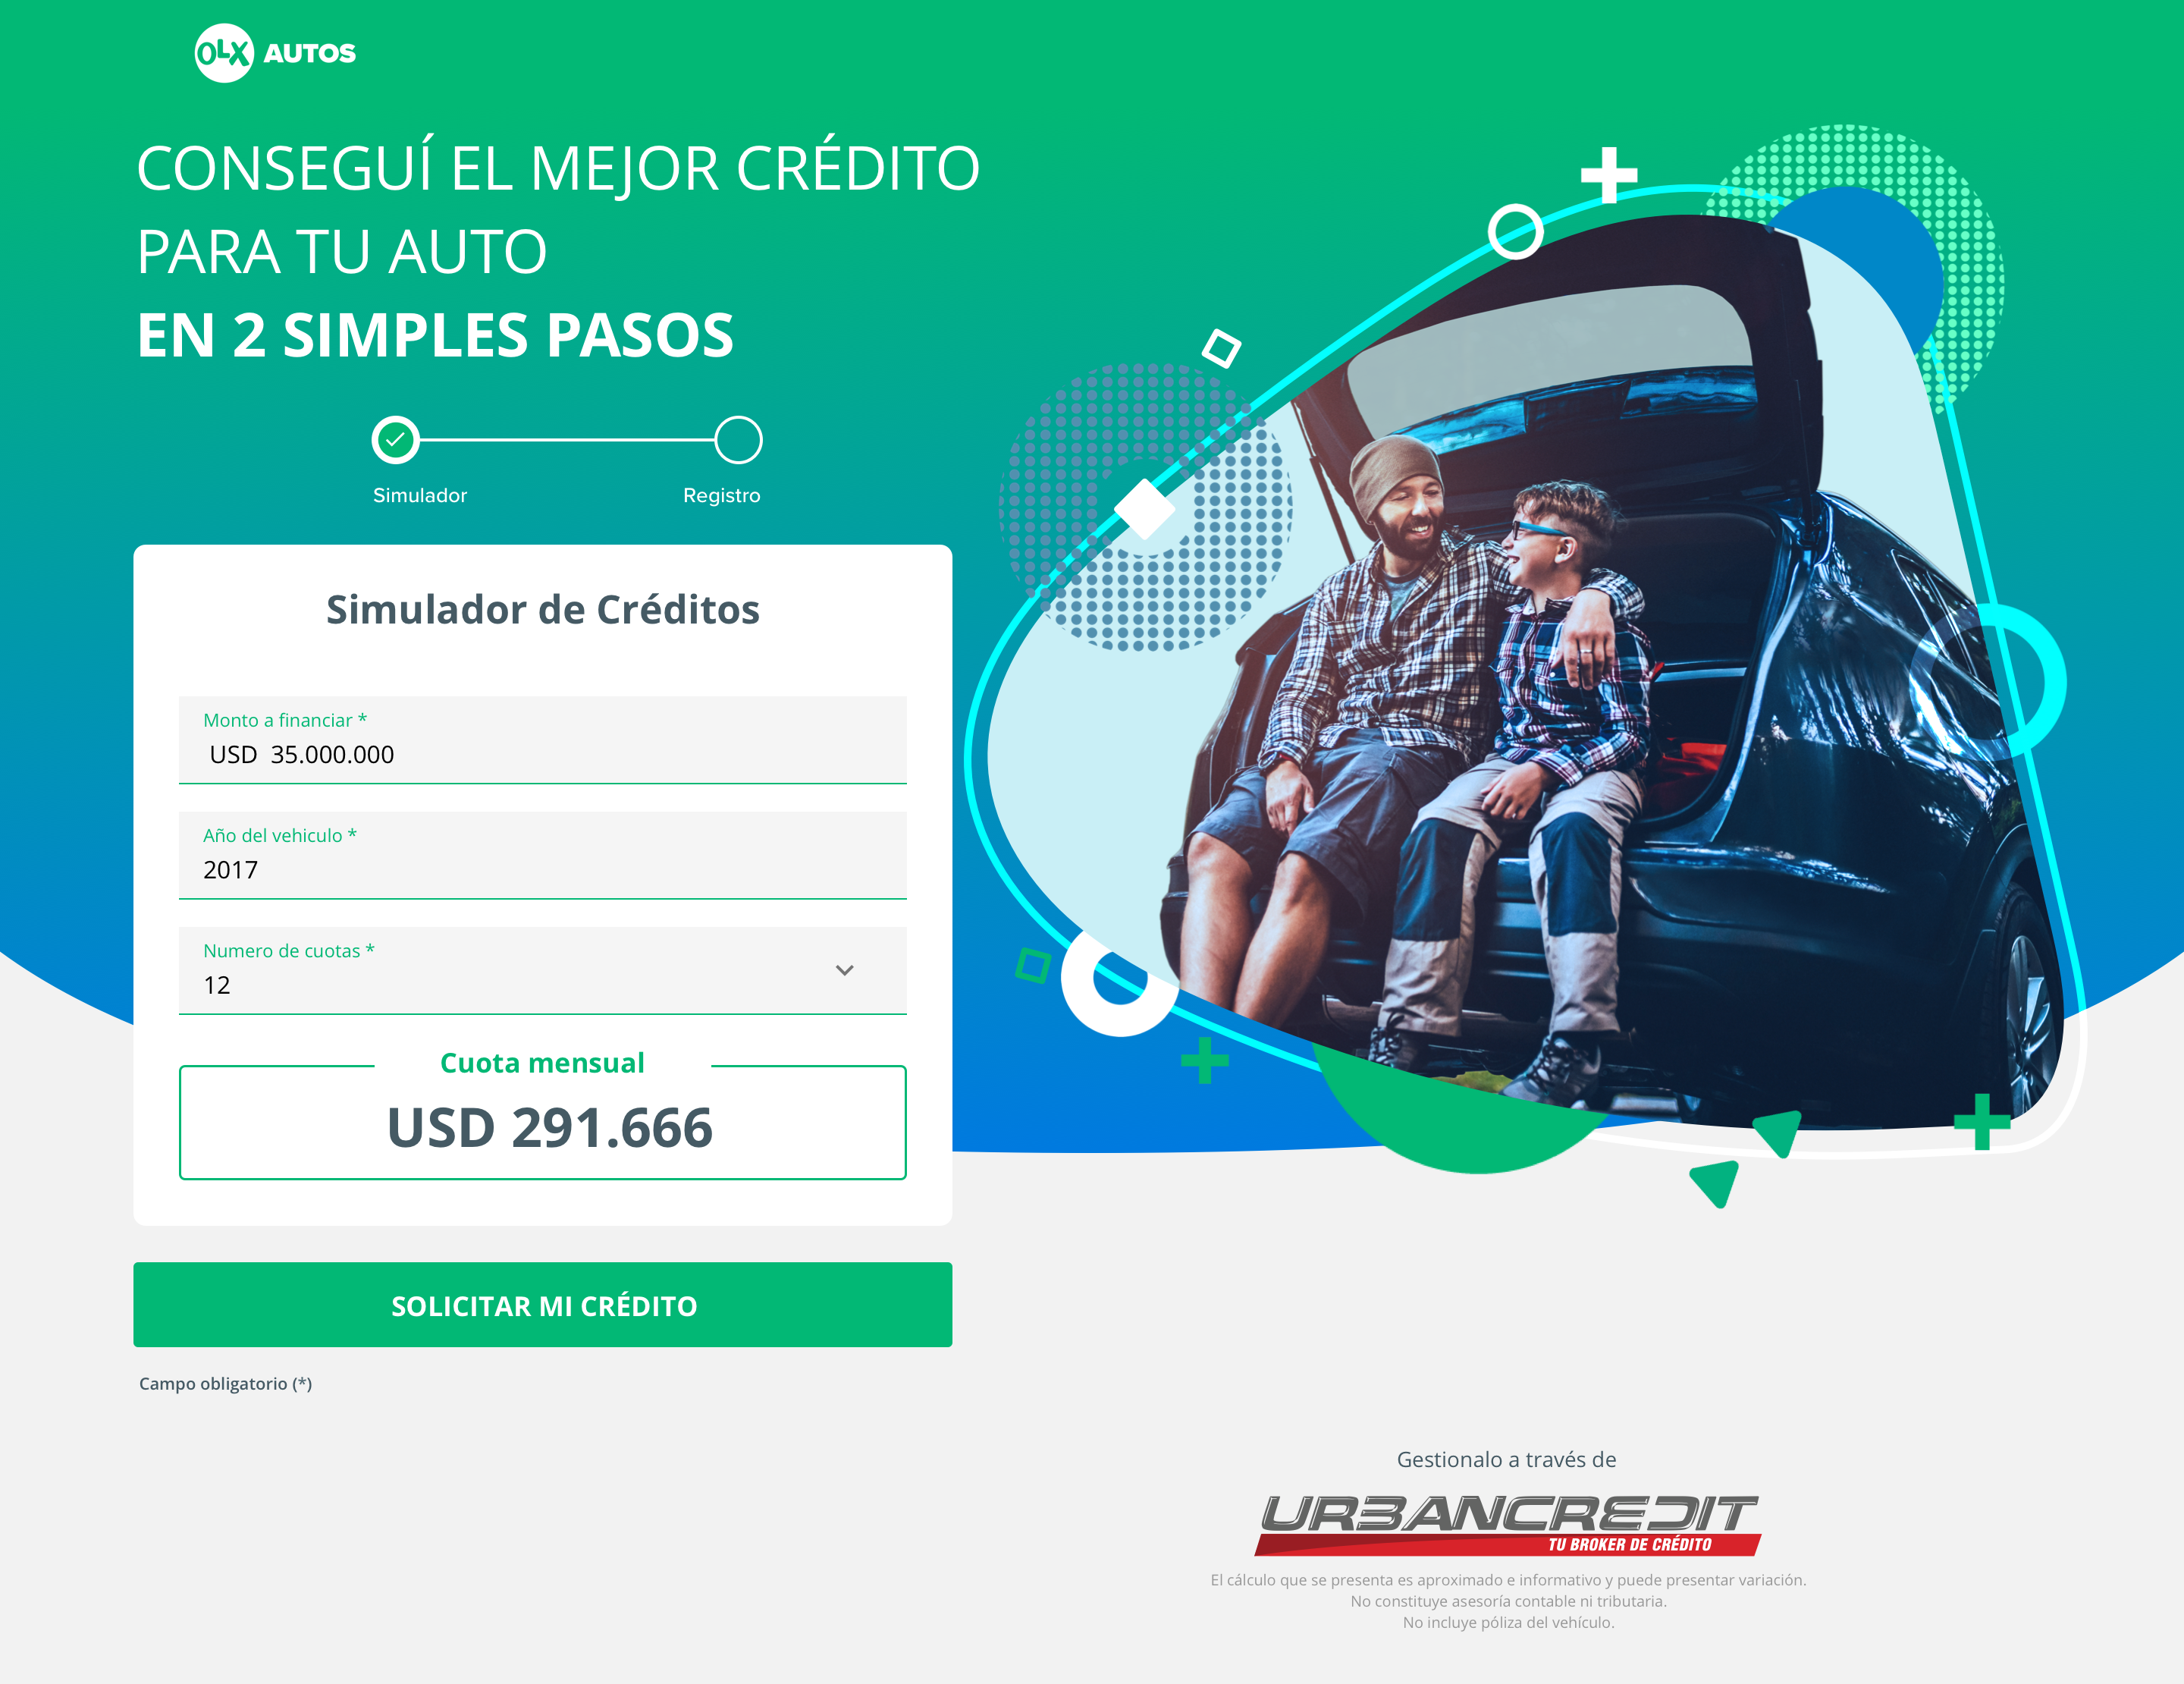 OLX AUTOS
CONSEGUÍ EL MEJOR CRÉDITO
PARA TU AUTO
EN 2 SIMPLES PASOS
Simulador
Registro
Simulador de Créditos
Monto a financiar *
USD 35.000.000
Año del vehiculo *
2017
Numero de cuotas *
12
Cuota mensual
USD 291.666
SOLICITAR MI CRÉDITO
Campo obligatorio (*)
Gestionalo a través de
URBANCREDIT
TU BROKER DE CRÉDITO
El cálculo que se presenta es aproximado e informativo y puede presentar variación.
No constituye asesoría contable ni tributaria.
No incluye póliza del vehículo.